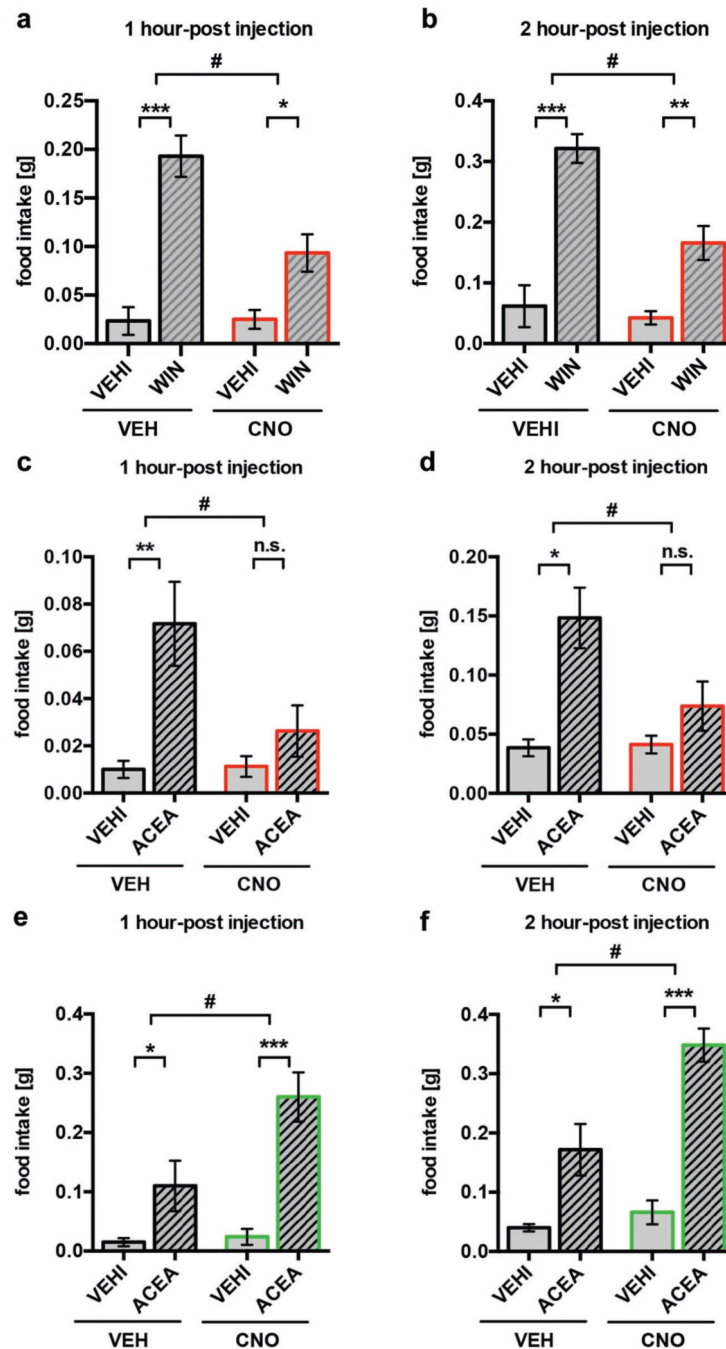 a
1 hour-post injection
#
***
*
food intake [g]
0.25
0.20
0.15
0.10
0.05
0.00
VEHI
WIN
VEHI
WIN
VEH
CNO
b
2 hour-post injection
#
***
**
food intake [g]
0.4
0.3
0.2
0.1
0.0
VEHI
WIN
VEHI
WIN
VEHI
CNO
c
1 hour-post injection
#
**
n.s.
food intake [g]
0.10
0.08
0.06
0.04
0.02
0.00
VEHI
ACEA
VEHI
ACEA
VEH
CNO
d
2 hour-post injection
#
*
n.s.
food intake [g]
0.20
0.15
0.10
0.05
0.00
VEHI
ACEA
VEHI
ACEA
VEH
CNO
e
1 hour-post injection
#
*
***
food intake [g]
0.4
0.3
0.2
0.1
0.0
VEHI
ACEA
VEHI
ACEA
VEH
CNO
f
2 hour-post injection
#
*
***
food intake [g]
0.4
0.3
0.2
0.1
0.0
VEHI
ACEA
VEHI
ACEA
VEH
CNO